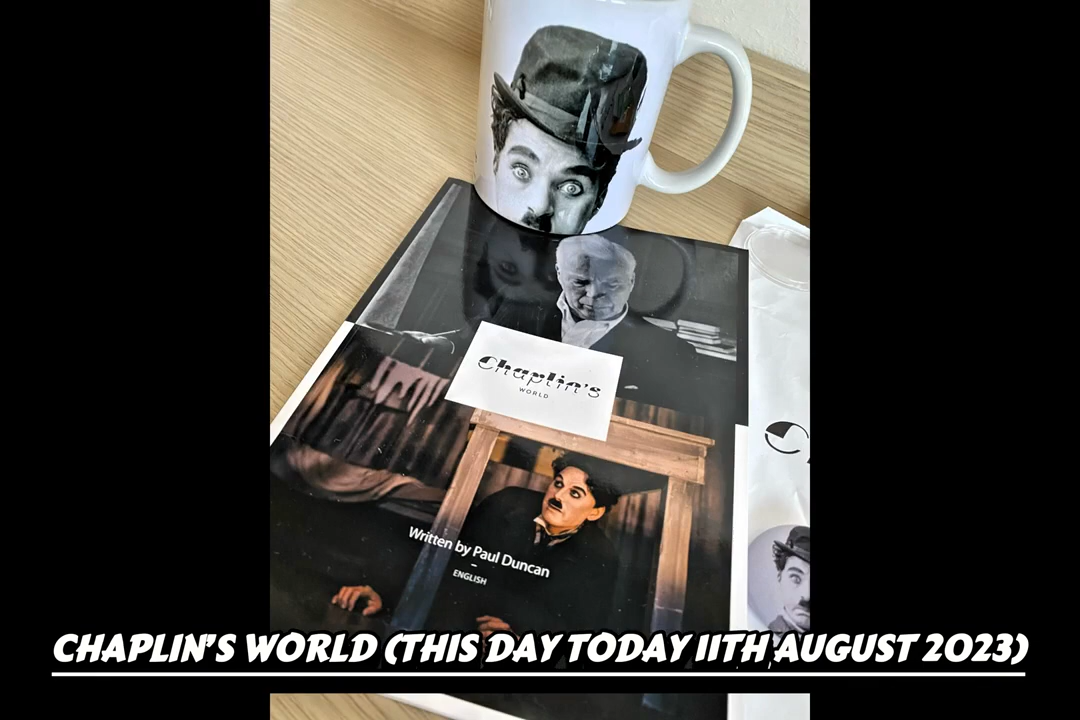 Chaplin's
WORLD
Written by Paul Duncan
–
ENGLISH
CHAPLIN'S WORLD (THIS DAY TODAY 11TH AUGUST 2023)